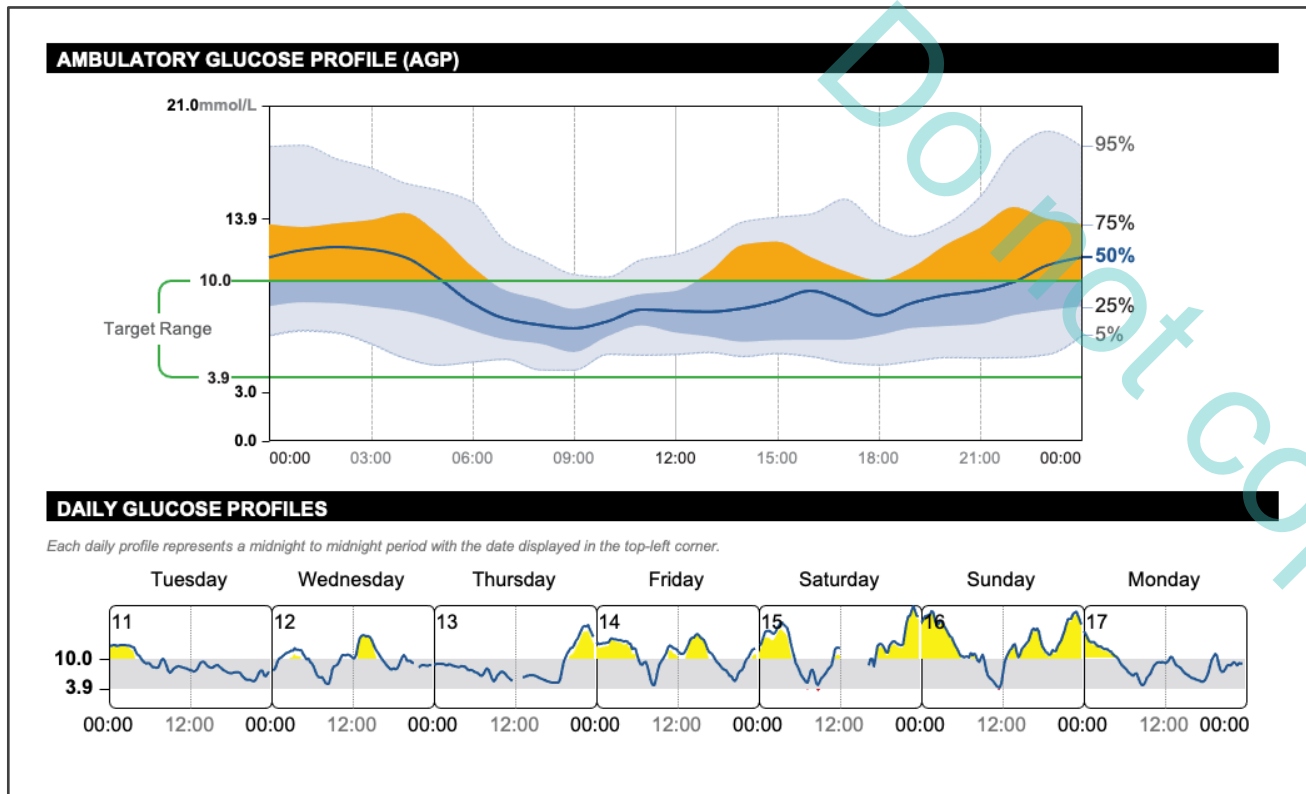 AMBULATORY GLUCOSE PROFILE (AGP)
21.0mmol/L
95%
13.9
75%
50%
10.0
25%
Target Range
5%
3.9
3.0
0.0
00:00 03:00 06:00 09:00 12:00 15:00 18:00 21:00 00:00
Do not
DAILY GLUCOSE PROFILES
Each daily profile represents a midnight to midnight period with the date displayed in the top-left corner.
Tuesday Wednesday Thursday Friday Saturday Sunday Monday
11 12 13 14 15 16 17
10.0
3.9
00:00 12:00 00:00 12:00 00:00 12:00 00:00 12:00 00:00 12:00 00:00 12:00 00:00 12:00 00:00